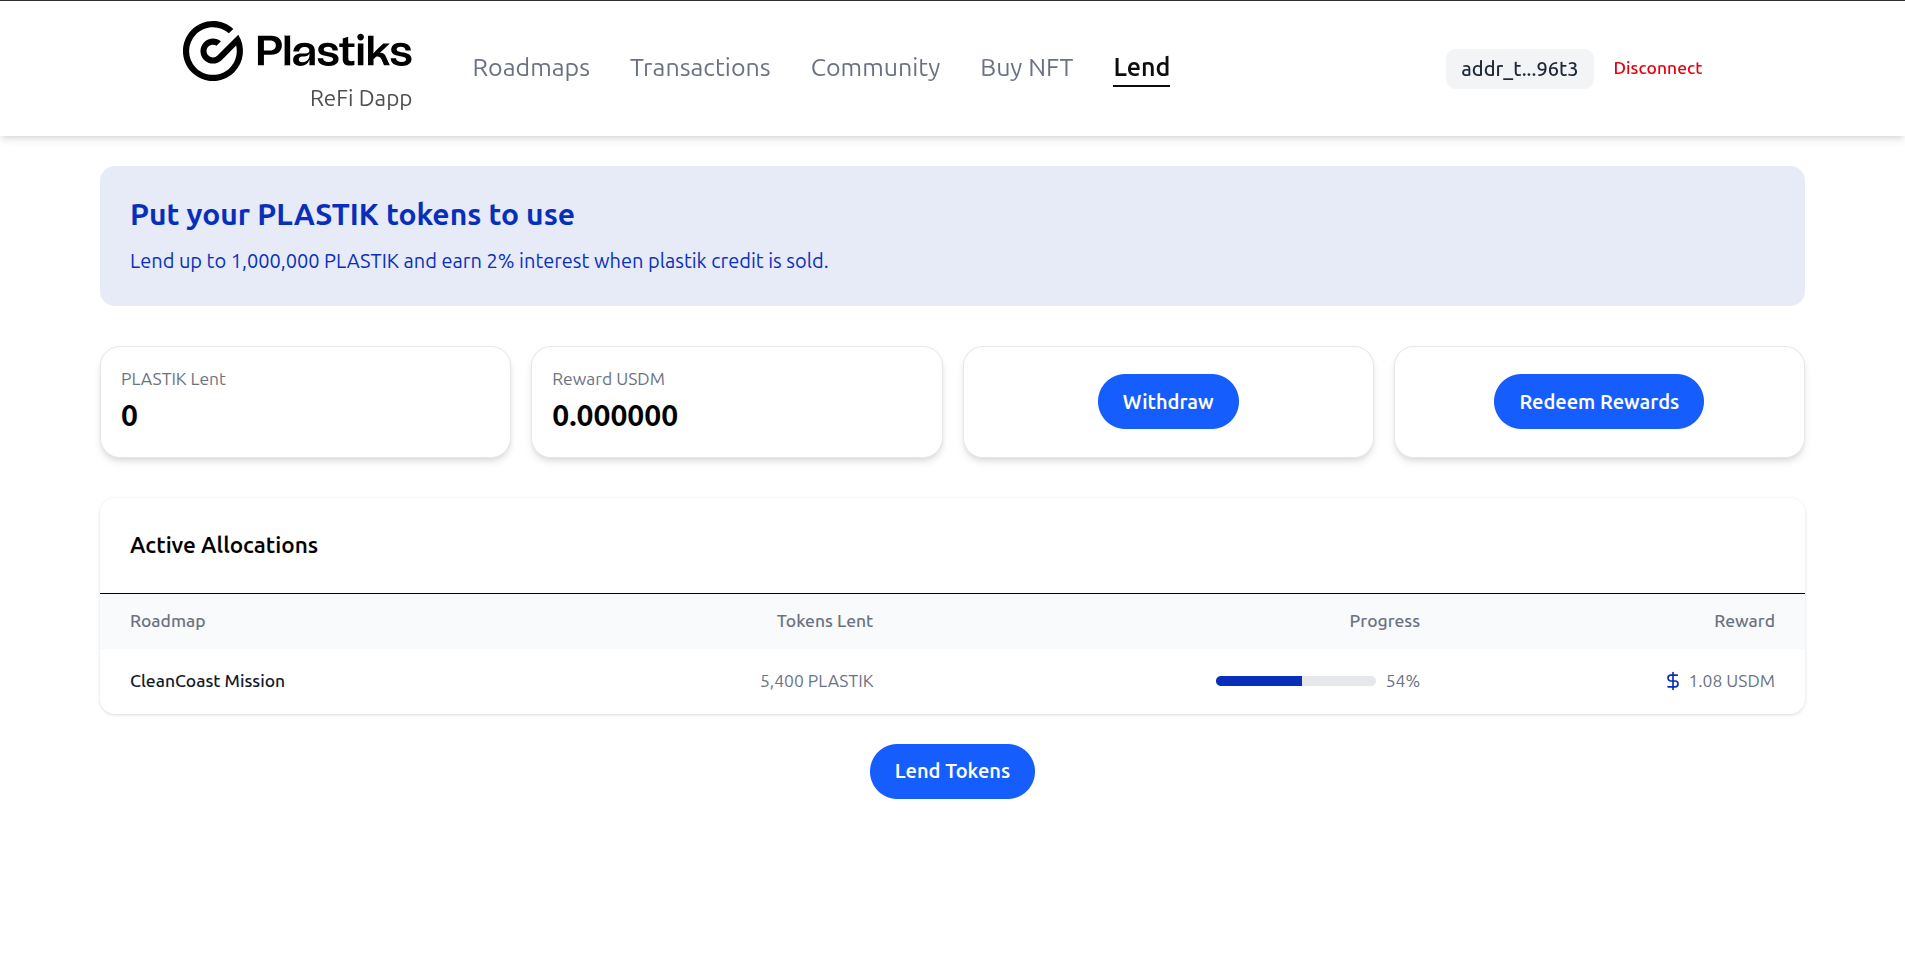 Plastiks
ReFi Dapp
Roadmaps Transactions Community Buy NFT Lend
addr_t...96t3 Disconnect
Put your PLASTIK tokens to use
Lend up to 1,000,000 PLASTIK and earn 2% interest when plastik credit is sold.
PLASTIK Lent
0
Reward USDM
0.000000
Withdraw
Redeem Rewards
Active Allocations
Roadmap Tokens Lent Progress Reward
CleanCoast Mission 5,400 PLASTIK 54% $ 1.08 USDM
Lend Tokens